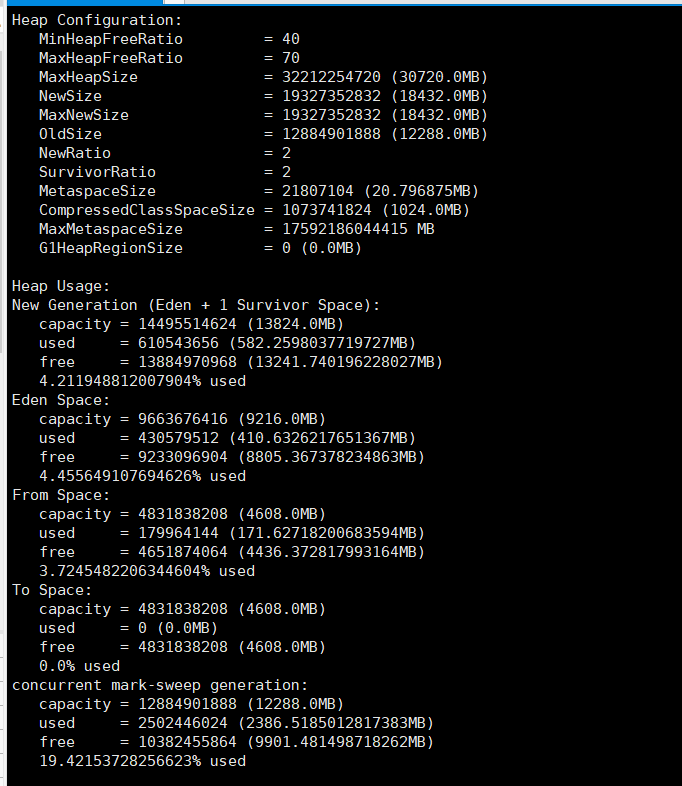 Heap Configuration:
   MinHeapFreeRatio         = 40
   MaxHeapFreeRatio         = 70
   MaxHeapSize              = 32212254720 (30720.0MB)
   NewSize                  = 19327352832 (18432.0MB)
   MaxNewSize               = 19327352832 (18432.0MB)
   OldSize                  = 12884901888 (12288.0MB)
   NewRatio                 = 2
   SurvivorRatio            = 2
   MetaspaceSize            = 21807104 (20.796875MB)
   CompressedClassSpaceSize = 1073741824 (1024.0MB)
   MaxMetaspaceSize         = 17592186044415 MB
   G1HeapRegionSize         = 0 (0.0MB)

Heap Usage:
New Generation (Eden + 1 Survivor Space):
   capacity = 14495514624 (13824.0MB)
   used     = 610543656 (582.2598037719727MB)
   free     = 13884970968 (13241.740196228027MB)
   4.211948812007904% used
Eden Space:
   capacity = 9663676416 (9216.0MB)
   used     = 430579512 (410.6326217651367MB)
   free     = 9233096904 (8805.367378234863MB)
   4.455649107694626% used
From Space:
   capacity = 4831838208 (4608.0MB)
   used     = 179964144 (171.62718200683594MB)
   free     = 4651874064 (4436.372817993164MB)
   3.7245482206344604% used
To Space:
   capacity = 4831838208 (4608.0MB)
   used     = 0 (0.0MB)
   free     = 4831838208 (4608.0MB)
   0.0% used
concurrent mark-sweep generation:
   capacity = 12884901888 (12288.0MB)
   used     = 2502446024 (2386.5185012817383MB)
   free     = 10382455864 (9901.481498718262MB)
   19.42153728256623% used